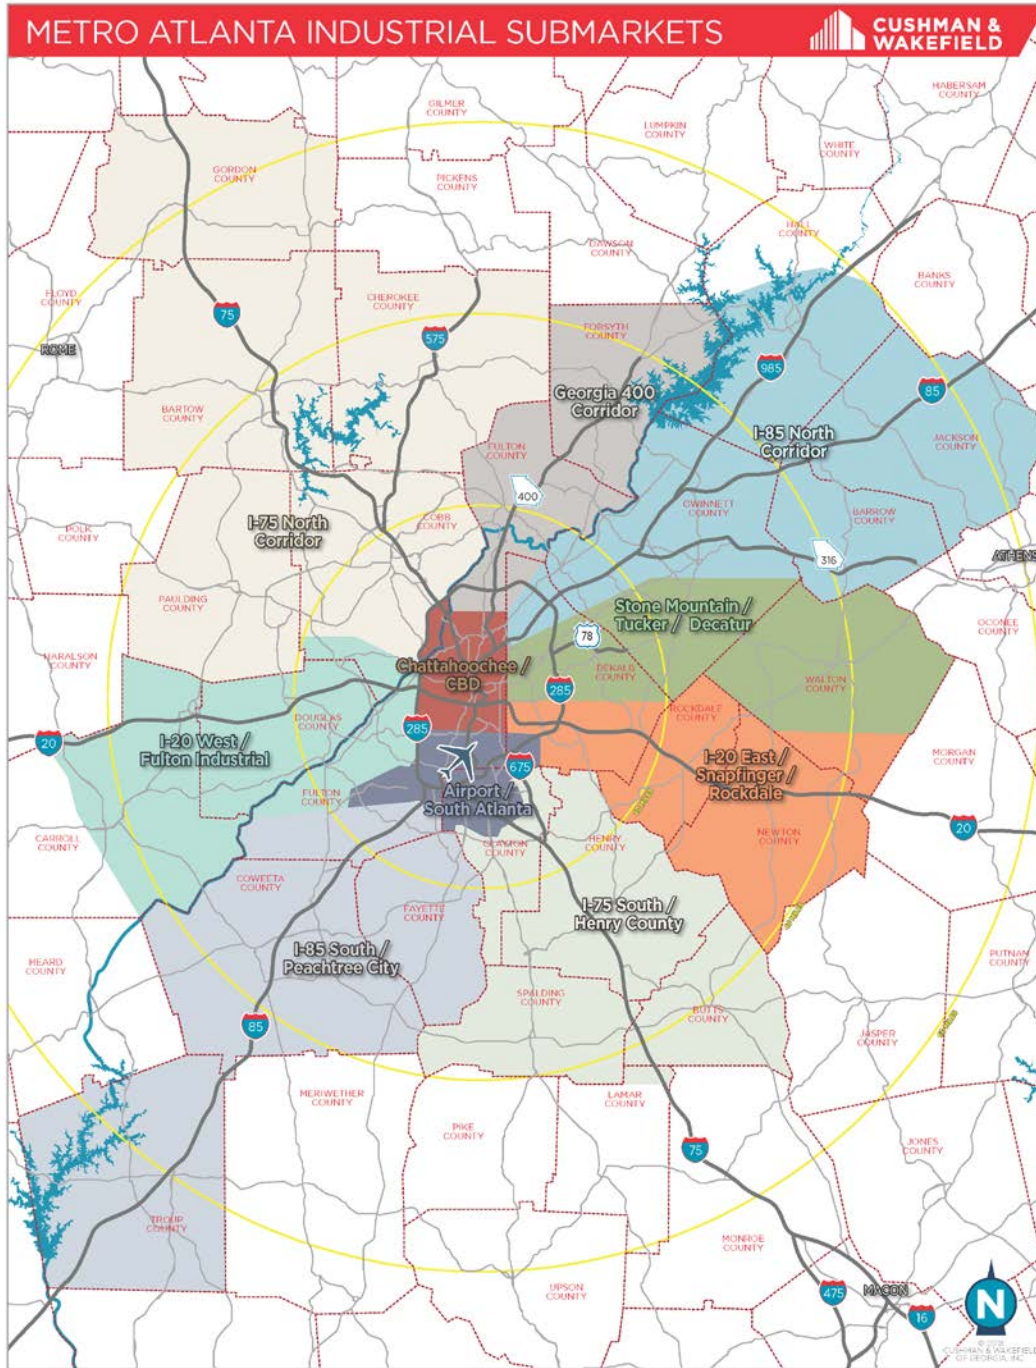 METRO ATLANTA INDUSTRIAL SUBMARKETS
CUSHMAN &
WAKEFIELD
HABERSAM
COUNTY
GILMER
COUNTY
LUMPKIN
COUNTY
WHITE
COUNTY
GORDON
COUNTY
PICKENS
COUNTY
HALL
COUNTY
DAWSON
COUNTY
BANKS
COUNTY
FLOYD
COUNTY
CHEROKEE
COUNTY
75
575
FORSYTH
COUNTY
ROME
985
85
Georgia 400
Corridor
BARTOW
COUNTY
I-85 North
Corridor
JACKSON
COUNTY
FULTON
COUNTY
400
GWINNETT
COUNTY
BARROW
COUNTY
I-75 North
Corridor
COBB
COUNTY
POLK
COUNTY
316
ATHENS
PAULDING
COUNTY
Stone Mountain /
Tucker / Decatur
78
OCONEE
COUNTY
HARALSON
COUNTY
Chattahoochee /
CBD
DEKALB
COUNTY
WALTON
COUNTY
285
DOUGLAS
COUNTY
285
ROCKDALE
COUNTY
20
I-20 West /
Fulton Industrial
I-20 East /
Snapfinger /
Rockdale
MORGAN
COUNTY
675
FULTON
COUNTY
Airport /
South Atlanta
20
CARROLL
COUNTY
CLAYTON
COUNTY
HENRY
COUNTY
NEWTON
COUNTY
COWEETA
COUNTY
FAYETTE
COUNTY
I-75 South /
Henry County
I-85 South /
Peachtree City
HEARD
COUNTY
PUTNAM
COUNTY
SPALDING
COUNTY
BUTTS
COUNTY
85
JASPER
COUNTY
MERIWETHER
COUNTY
LAMAR
COUNTY
PIKE
COUNTY
75
JONES
COUNTY
TROUP
COUNTY
MONROE
COUNTY
UPSON
COUNTY
475
MACON
16
N
© 2018
CUSHMAN & WAKEFIELD
OF GEORGIA, INC.